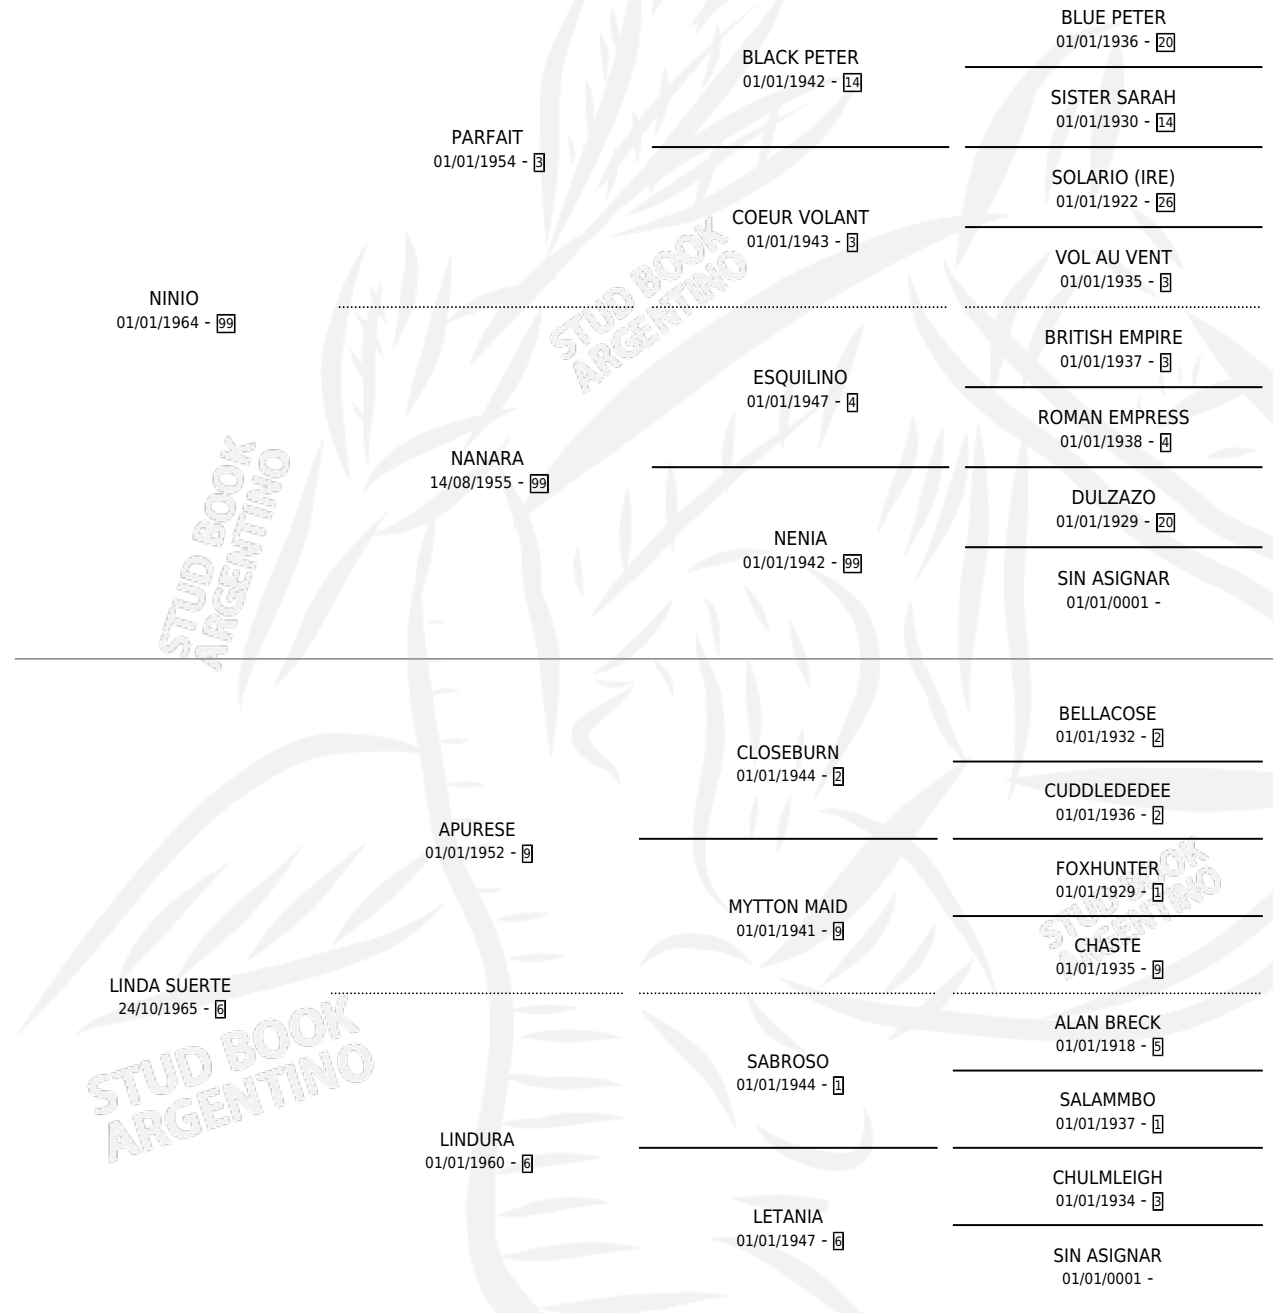 BLUE PETER
01/01/1936 - 20
BLACK PETER
01/01/1942 - 14
SISTER SARAH
01/01/1930 - 14
PARFAIT
01/01/1954 - 3
SOLARIO (IRE)
01/01/1922 - 26
COEUR VOLANT
01/01/1943 - 3
VOL AU VENT
01/01/1935 - 3
NINIO
01/01/1964 - 99
BRITISH EMPIRE
01/01/1937 - 3
ESQUILINO
01/01/1947 - 4
ROMAN EMPRESS
01/01/1938 - 4
NANARA
14/08/1955 - 99
DULZAZO
01/01/1929 - 20
NENIA
01/01/1942 - 99
SIN ASIGNAR
01/01/0001 -
BELLACOSE
01/01/1932 - 2
CLOSEBURN
01/01/1944 - 2
CUDDLEDEDEE
01/01/1936 - 2
APURESE
01/01/1952 - 9
FOXHUNTER
01/01/1929 - 1
MYTTON MAID
01/01/1941 - 9
CHASTE
01/01/1935 - 9
LINDA SUERTE
24/10/1965 - 6
ALAN BRECK
01/01/1918 - 5
SABROSO
01/01/1944 - 1
SALAMMBO
01/01/1937 - 1
LINDURA
01/01/1960 - 6
CHULMLEIGH
01/01/1934 - 3
LETANIA
01/01/1947 - 6
SIN ASIGNAR
01/01/0001 -
STUD BOOK
ARGENTINO
STUD BOOK
ARGENTINO
STUD BOOK
ARGENTINO
STUD BOOK
ARGENTINO